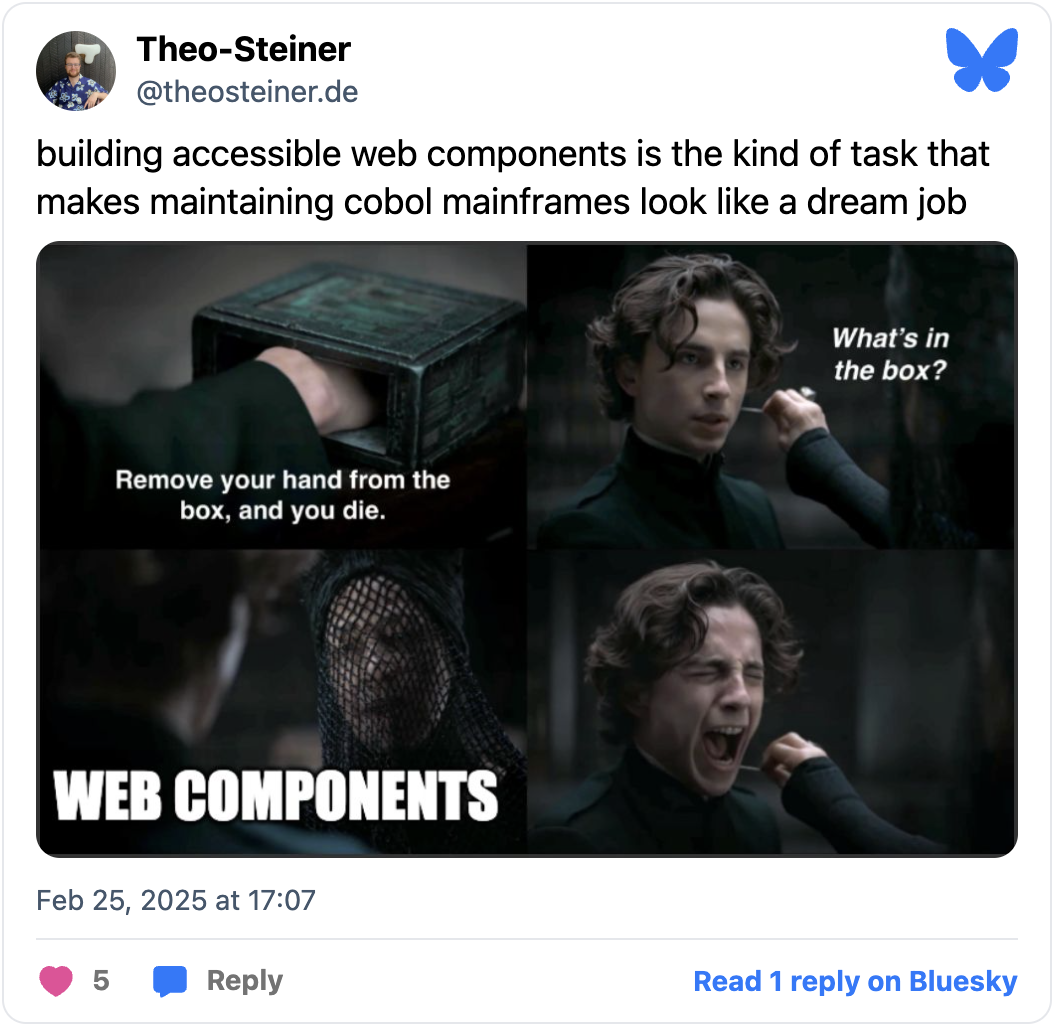 Theo-Steiner
@theosteiner.de
building accessible web components is the kind of task that
makes maintaining cobol mainframes look like a dream job
Remove your hand from the
box, and you die.
What's in
the box?
WEB COMPONENTS
Feb 25, 2025 at 17:07
5 Reply Read 1 reply on Bluesky